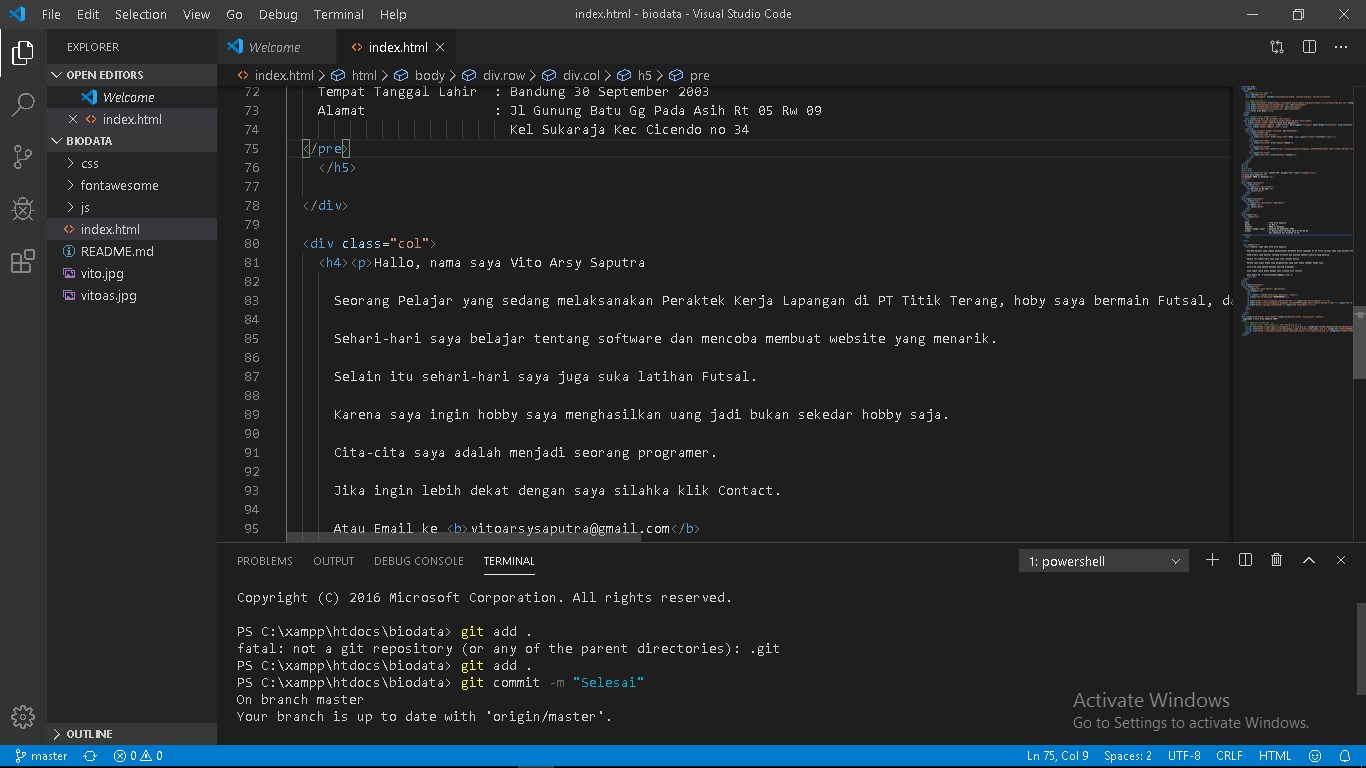 File Edit Selection View Go Debug Terminal Help index.html - biodata - Visual Studio Code
EXPLORER
OPEN EDITORS
Welcome
index.html
BIODATA
css
fontawesome
js
index.html
README.md
vito.jpg
vitoas.jpg
OUTLINE
Welcome index.html
index.html > html > body > div.row > div.col > h5 > pre
72 Tempat Tanggal Lahir : Bandung 30 September 2003
73 Alamat : Jl Gunung Batu Gg Pada Asih Rt 05 Rw 09
74 Kel Sukaraja Kec Cicendo no 34
75 </pre>
76 </h5>
77
78 </div>
79
80 <div class="col">
81 <h4><p>Hallo, nama saya Vito Arsy Saputra
82
83 Seorang Pelajar yang sedang melaksanakan Peraktek Kerja Lapangan di PT Titik Terang, hoby saya bermain Futsal, da
84
85 Sehari-hari saya belajar tentang software dan mencoba membuat website yang menarik.
86
87 Selain itu sehari-hari saya juga suka latihan Futsal.
88
89 Karena saya ingin hobby saya menghasilkan uang jadi bukan sekedar hobby saja.
90
91 Cita-cita saya adalah menjadi seorang programer.
92
93 Jika ingin lebih dekat dengan saya silahka klik Contact.
94
95 Atau Email ke <b>vitoarsysaputra@gmail.com</b>
PROBLEMS OUTPUT DEBUG CONSOLE TERMINAL 1: powershell
Copyright (C) 2016 Microsoft Corporation. All rights reserved.
PS C:\xampp\htdocs\biodata> git add .
fatal: not a git repository (or any of the parent directories): .git
PS C:\xampp\htdocs\biodata> git add .
PS C:\xampp\htdocs\biodata> git commit -m "Selesai"
On branch master
Your branch is up to date with 'origin/master'.
Activate Windows
Go to Settings to activate Windows.
master 0 0 Ln 75, Col 9 Spaces: 2 UTF-8 CRLF HTML